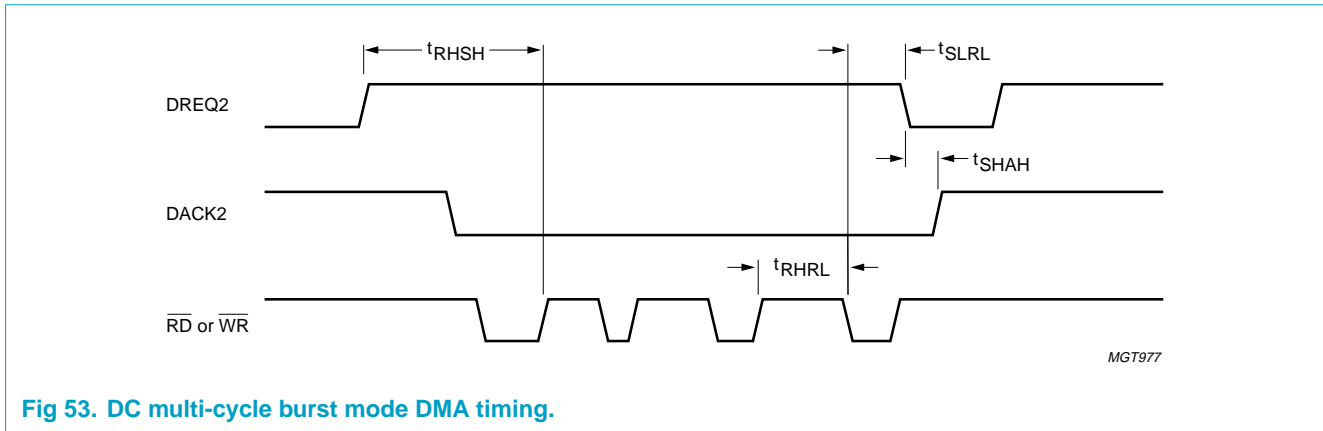 tRHSH
tSLRL
DREQ2
tSHAH
DACK2
tRHRL
RD or WR
MGT977
Fig 53. DC multi-cycle burst mode DMA timing.